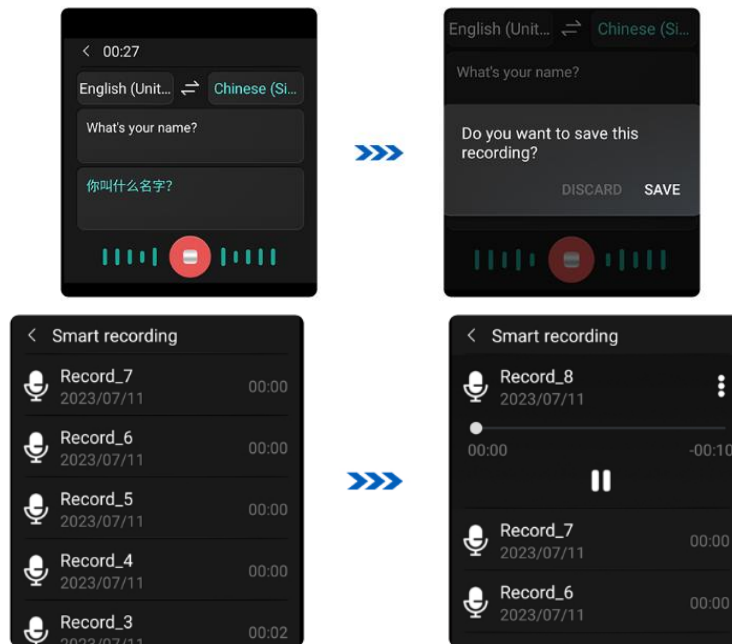 00:27
English (Unit... Chinese (Si...
What's your name?
你叫什么名字?
English (Unit... Chinese (Si...
What's your name?
Do you want to save this
recording?
DISCARD SAVE
Smart recording
Record_7
2023/07/11 00:00
Record_6
2023/07/11 00:00
Record_5
2023/07/11 00:00
Record_4
2023/07/11 00:00
Record_3
2023/07/11 00:02
Smart recording
Record_8
2023/07/11
00:00 -00:10
Record_7
2023/07/11 00:00
Record_6
2023/07/11 00:00